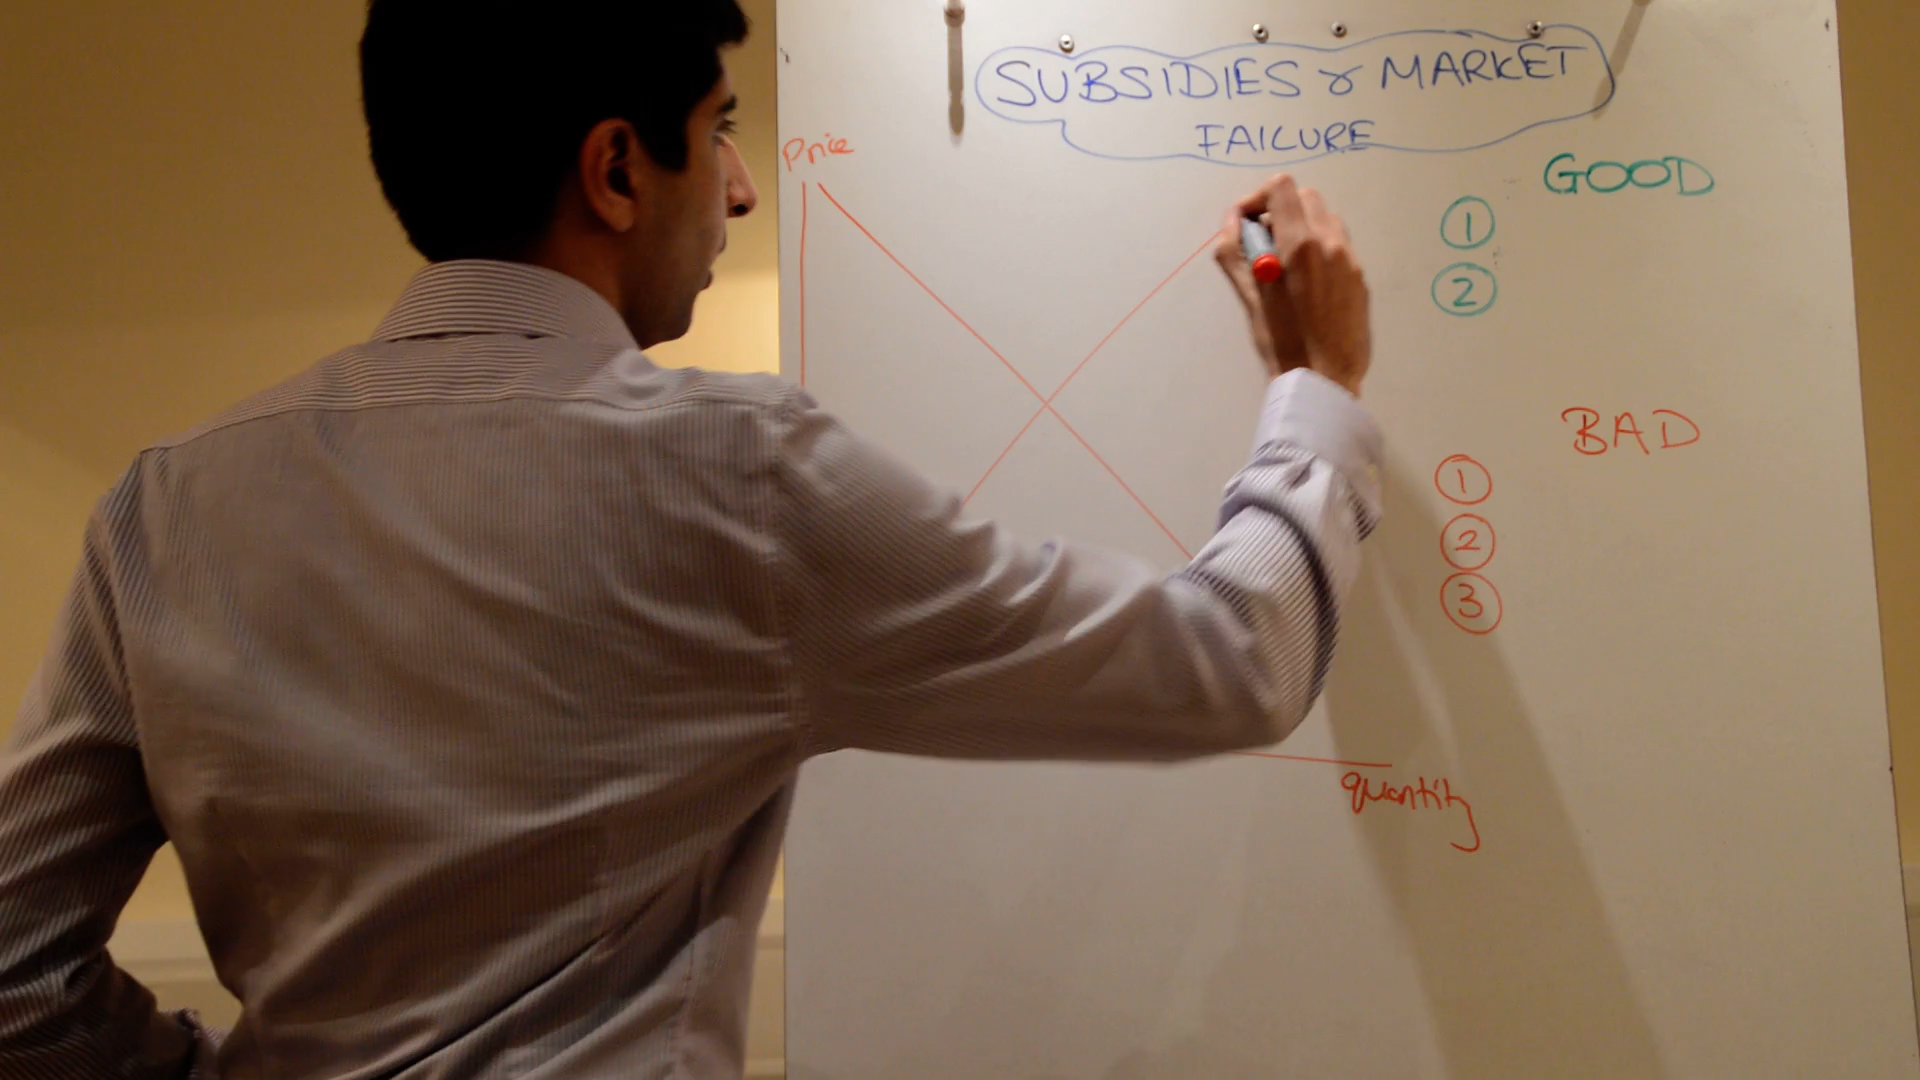 SUBSIDIES & MARKET
FAILURE
Price
GOOD
1
2
BAD
1
2
3
quantity